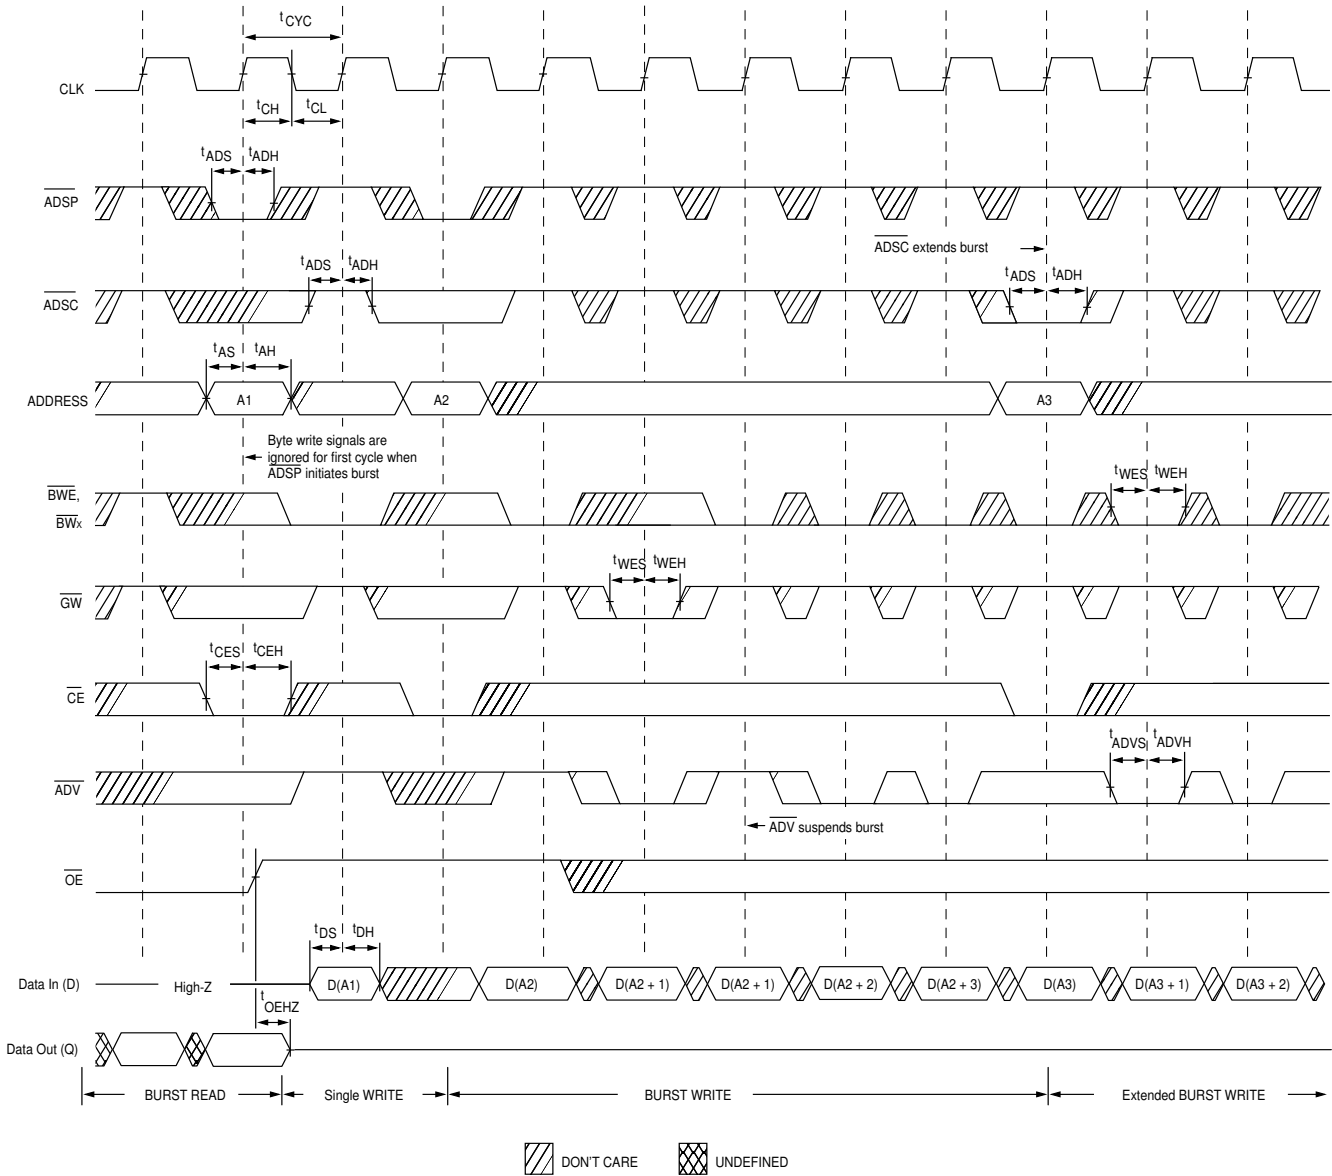 tCYC
CLK
tCH
tCL
tADS
tADH
ADSP
ADSC extends burst
tADS
tADH
tADS
tADH
ADSC
tAS
tAH
ADDRESS
A1
A2
A3
Byte write signals are
ignored for first cycle when
ADSP initiates burst
BWE,
BWx
tWES
tWEH
tWES
tWEH
GW
tCES
tCEH
CE
tADVS
tADVH
ADV
ADV suspends burst
OE
tDS
tDH
Data In (D)
High-Z
D(A1)
D(A2)
D(A2 + 1)
D(A2 + 1)
D(A2 + 2)
D(A2 + 3)
D(A3)
D(A3 + 1)
D(A3 + 2)
tOEHZ
Data Out (Q)
BURST READ
Single WRITE
BURST WRITE
Extended BURST WRITE
DON'T CARE
UNDEFINED